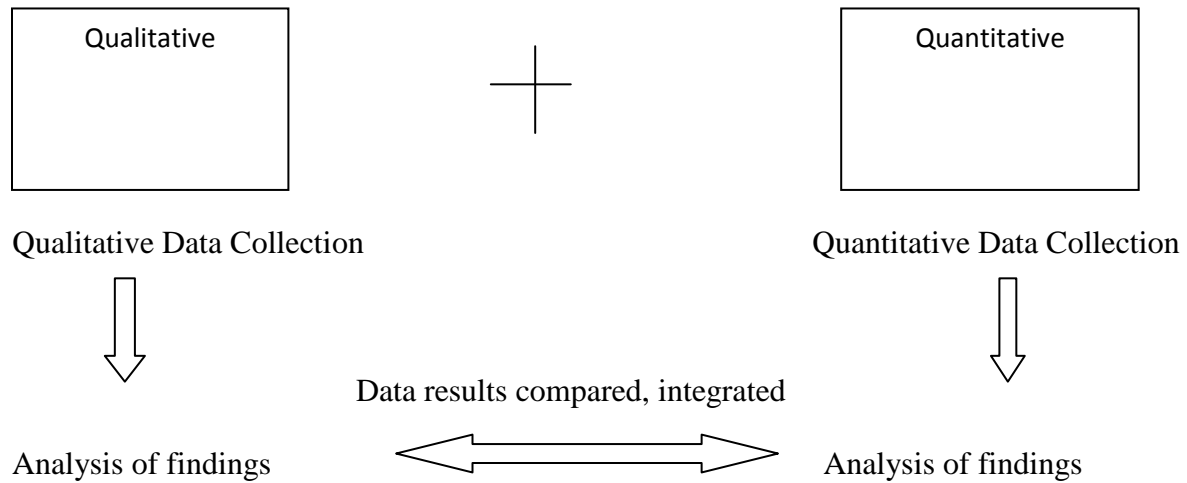 Qualitative
Quantitative
Qualitative Data Collection
Quantitative Data Collection
Data results compared, integrated
Analysis of findings
Analysis of findings